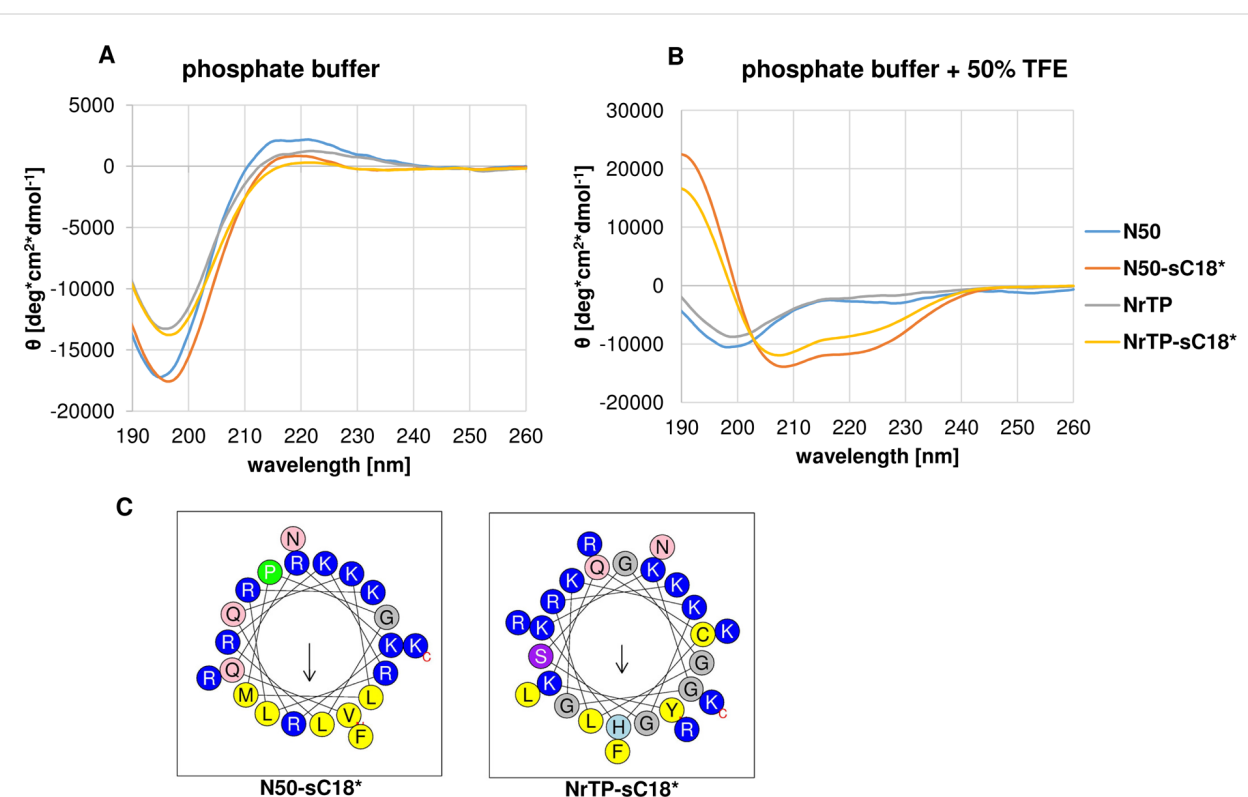 A
phosphate buffer
5000
0
-5000
-10000
-15000
-20000
θ [deg*cm²*dmol⁻¹]
190 200 210 220 230 240 250 260
wavelength [nm]
B
phosphate buffer + 50% TFE
30000
20000
10000
0
-10000
-20000
θ [deg*cm²*dmol⁻¹]
190 200 210 220 230 240 250 260
wavelength [nm]
N50
N50-sC18*
NrTP
NrTP-sC18*
C
N
P R K K
R K
Q G
R K K
C
R Q R
M L
L R L V
F
N50-sC18*
R N
Q G K
K K
R K
R K C K
S G
L K G K
C
G Y
L H G R
F
NrTP-sC18*